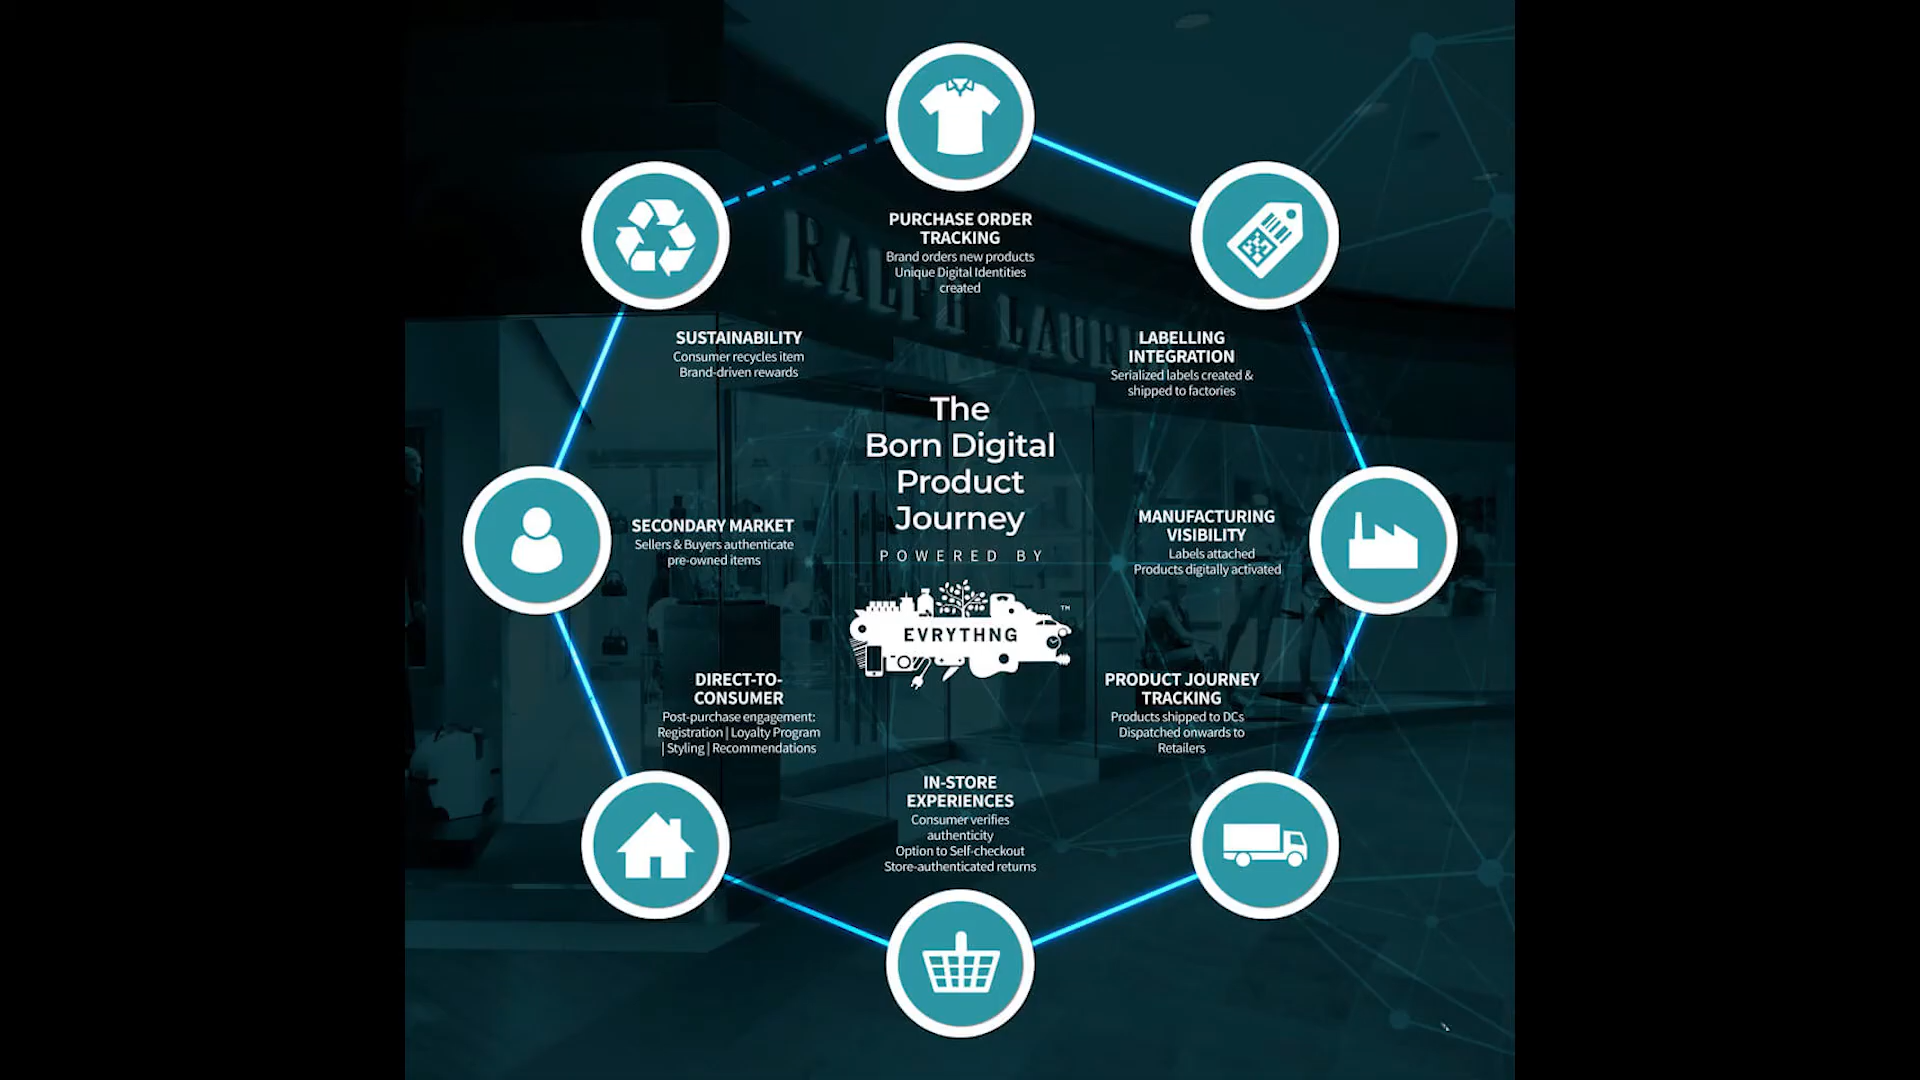 PURCHASE ORDER
TRACKING
Brand orders new products
Unique Digital Identities
created
LABELLING
INTEGRATION
Serialized labels created &
shipped to factories
MANUFACTURING
VISIBILITY
Labels attached
Products digitally activated
PRODUCT JOURNEY
TRACKING
Products shipped to DCs
Dispatched onwards to
Retailers
IN-STORE
EXPERIENCES
Consumer verifies
authenticity
Option to Self-checkout
Store-authenticated returns
DIRECT-TO-
CONSUMER
Post-purchase engagement:
Registration | Loyalty Program
| Styling | Recommendations
SECONDARY MARKET
Sellers & Buyers authenticate
pre-owned items
SUSTAINABILITY
Consumer recycles item
Brand-driven rewards
The
Born Digital
Product
Journey
POWERED BY
EVRYTHNG
TM
RALPH